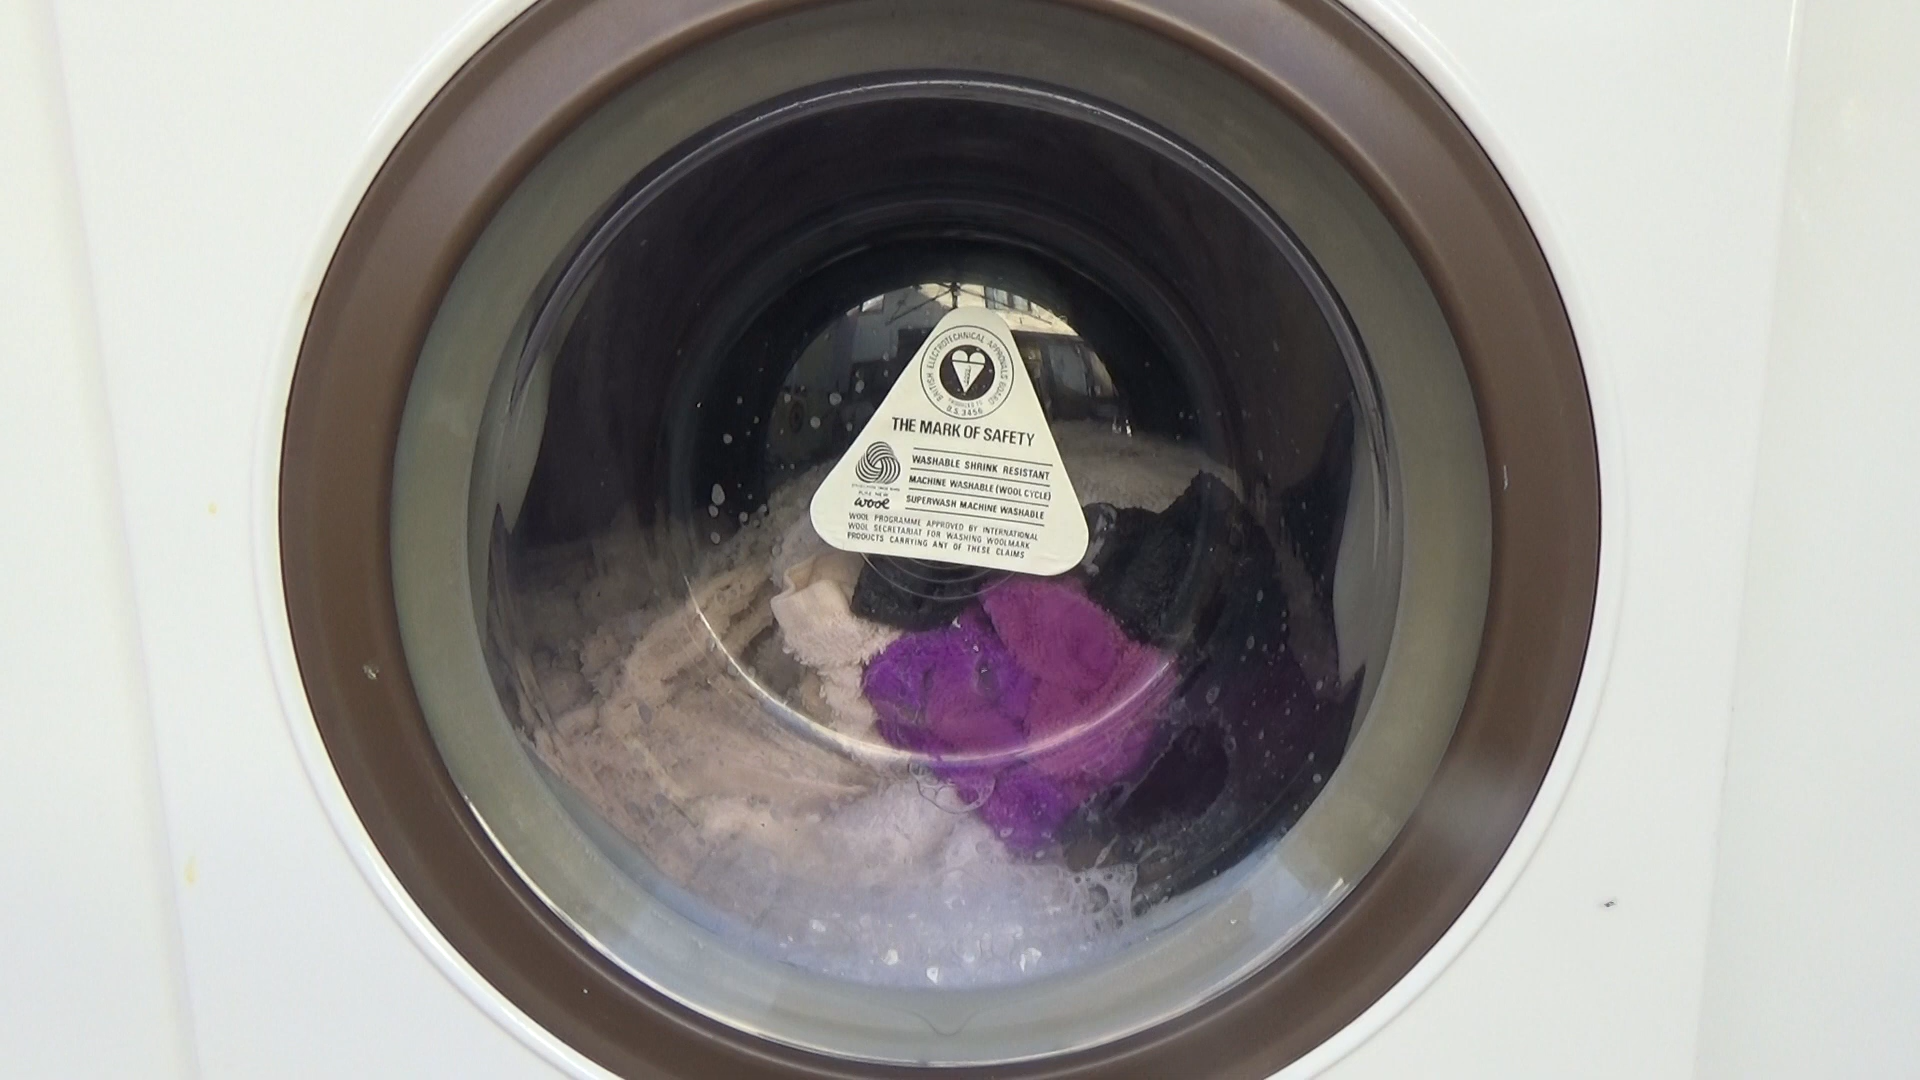 BRITISH ELECTROTECHNICAL APPROVALS BOARD
PRODUCED TO
B.S. 3456
THE MARK OF SAFETY
WASHABLE SHRINK RESISTANT
MACHINE WASHABLE (WOOL CYCLE)
SUPERWASH MACHINE WASHABLE
PURE NEW
wool
WOOL PROGRAMME APPROVED BY INTERNATIONAL
WOOL SECRETARIAT FOR WASHING WOOLMARK
PRODUCTS CARRYING ANY OF THESE CLAIMS